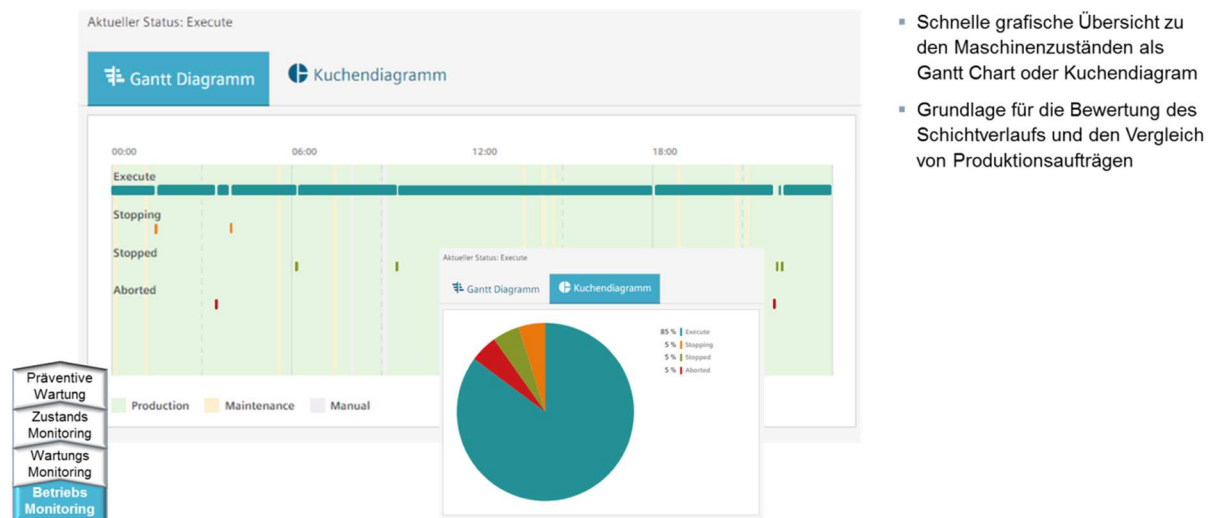 Aktueller Status: Execute
Gantt Diagramm
Kuchendiagramm
00:00
06:00
12:00
18:00
Execute
Stopping
Stopped
Aborted
Production
Maintenance
Manual
Aktueller Status: Execute
Gantt Diagramm
Kuchendiagramm
85 % Execute
5 % Stopping
5 % Stopped
5 % Aborted
Präventive
Wartung
Zustands
Monitoring
Wartungs
Monitoring
Betriebs
Monitoring
Schnelle grafische Übersicht zu
den Maschinenzuständen als
Gantt Chart oder Kuchendiagram
Grundlage für die Bewertung des
Schichtverlaufs und den Vergleich
von Produktionsaufträgen